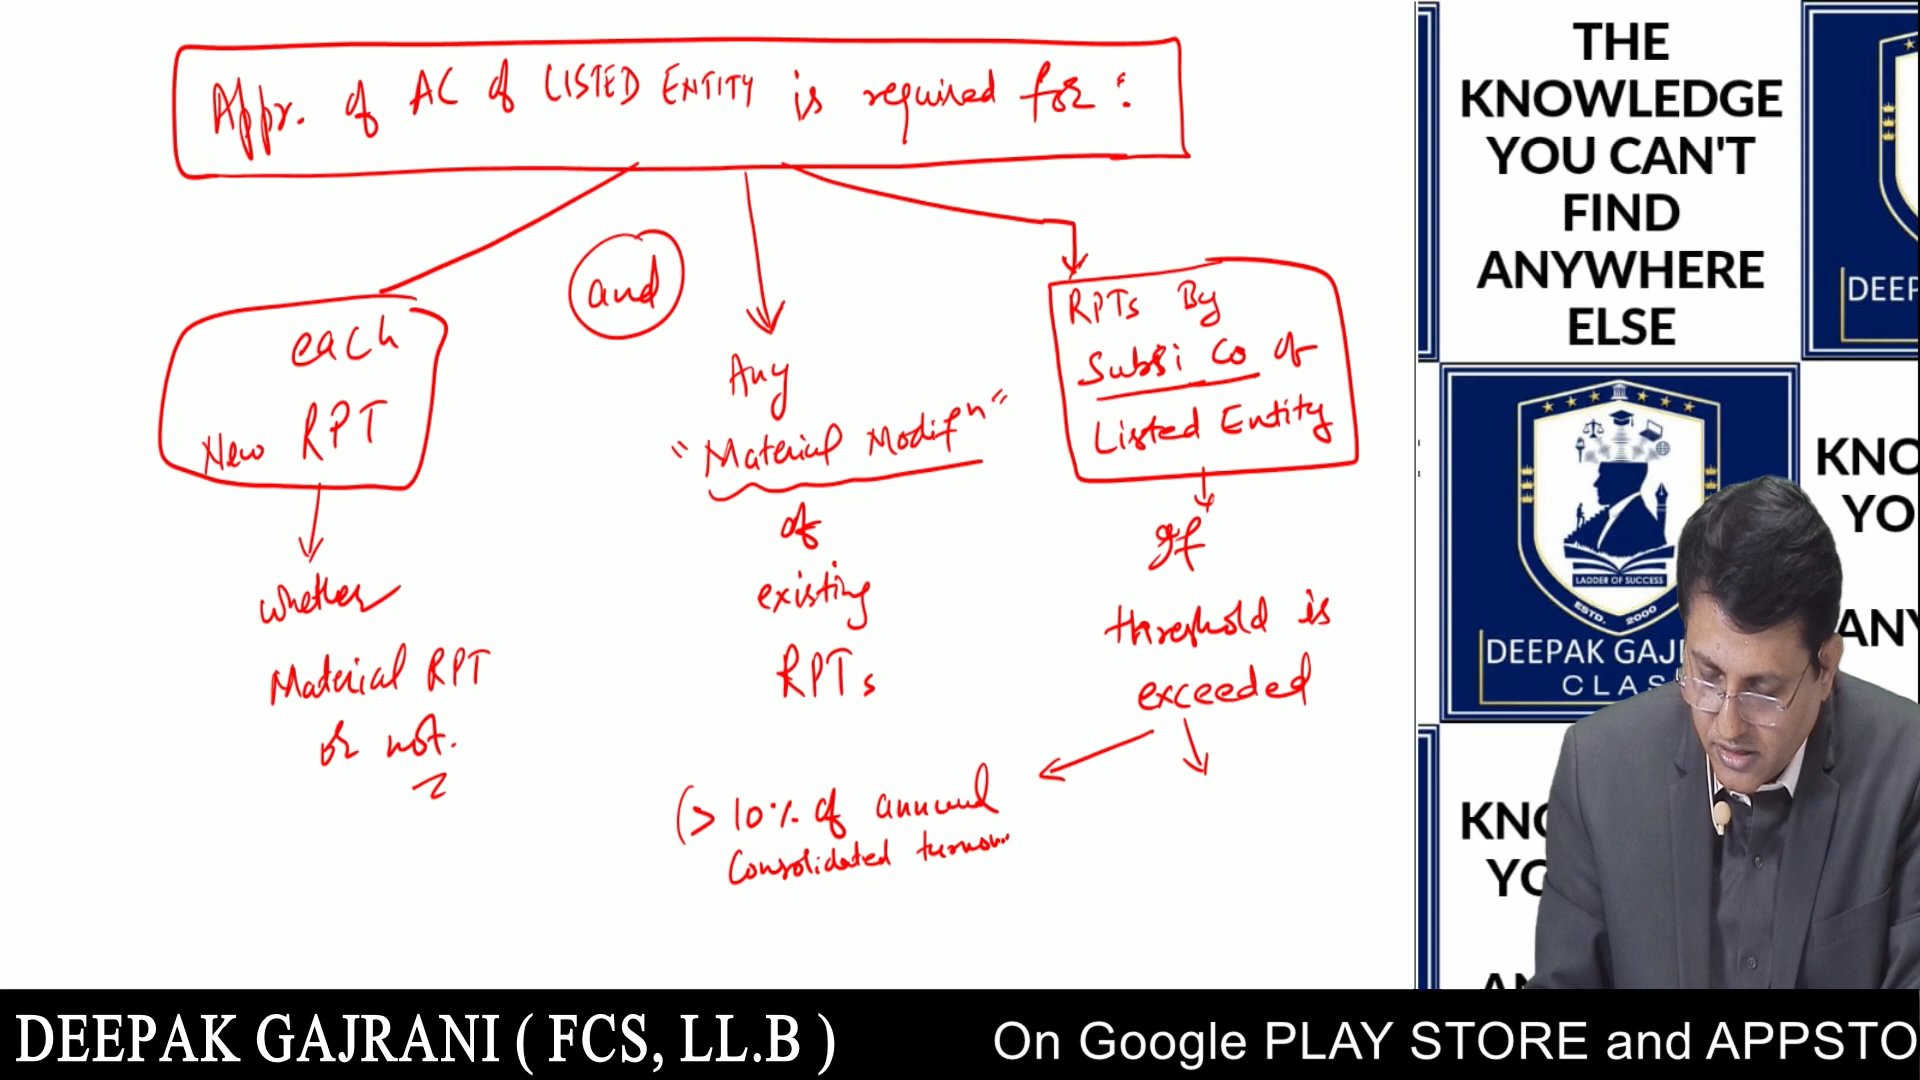 Appr. of AC of LISTED ENTITY is required for :
and
each
New RPT
whether
Material RPT
or not.
Any
"Material Modifn"
of
existing
RPTs
RPTs By
Subsi Co of
Listed Entity
If
threshold is
exceeded
(> 10% of annual
Consolidated turnov
THE
KNOWLEDGE
YOU CAN'T
FIND
ANYWHERE
ELSE
DEEP
LADDER OF SUCCESS
ESTD. 2000
DEEPAK GAJ
CLAS
KNO
YO
ANY
KNO
YO
AN
DEEPAK GAJRANI ( FCS, LL.B )
On Google PLAY STORE and APPSTO